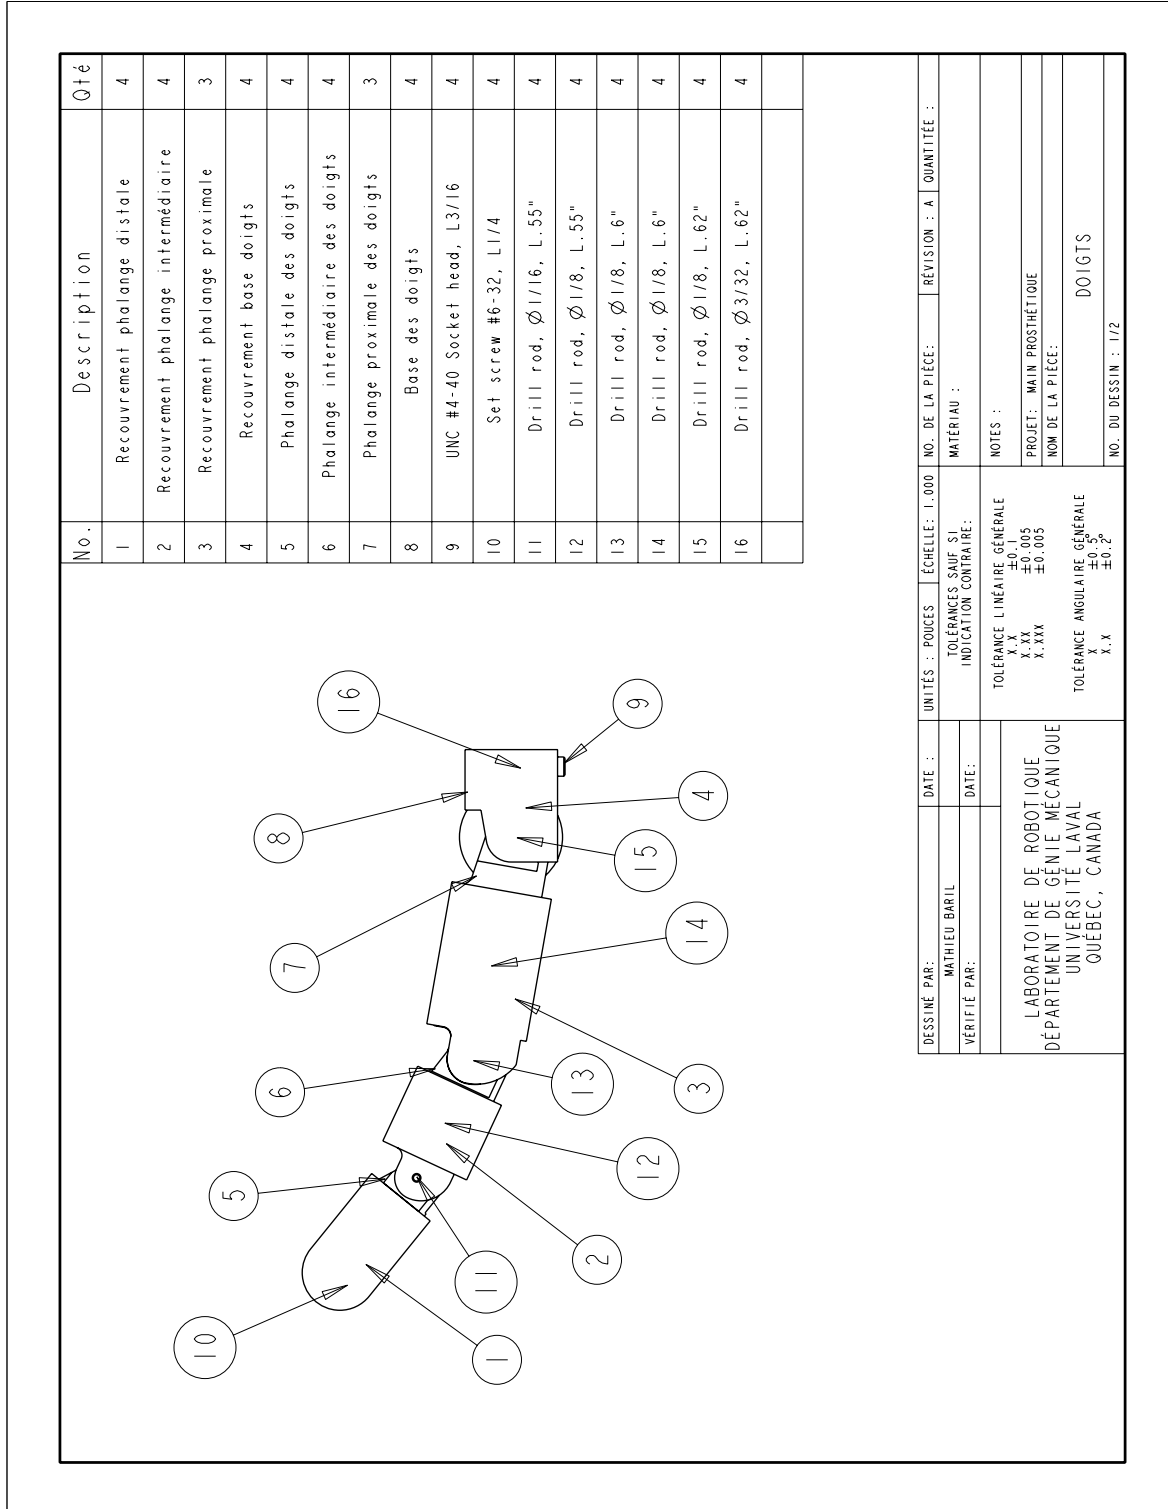 No. Description Qté
1 Recouvrement phalange distale 4
2 Recouvrement phalange intermédiaire 4
3 Recouvrement phalange proximale 3
4 Recouvrement base doigts 4
5 Phalange distale des doigts 4
6 Phalange intermédiaire des doigts 4
7 Phalange proximale des doigts 3
8 Base des doigts 4
9 UNC #4-40 Socket head, L3/16 4
10 Set screw #6-32, L1/4 4
11 Drill rod, Ø1/16, L.55" 4
12 Drill rod, Ø1/8, L.55" 4
13 Drill rod, Ø1/8, L.6" 4
14 Drill rod, Ø1/8, L.6" 4
15 Drill rod, Ø1/8, L.62" 4
16 Drill rod, Ø3/32, L.62" 4
10
5
6
7
8
16
1
11
2
12
13
3
14
15
4
9
DESSINÉ PAR:
DATE :
MATHIEU BARIL
VÉRIFIÉ PAR:
DATE:
LABORATOIRE DE ROBOTIQUE
DÉPARTEMENT DE GÉNIE MÉCANIQUE
UNIVERSITÉ LAVAL
QUÉBEC, CANADA
UNITÉS : POUCES
ÉCHELLE: 1.000
TOLÉRANCES SAUF SI
INDICATION CONTRAIRE:
TOLÉRANCE LINÉAIRE GÉNÉRALE
X.X ±0.1
X.XX ±0.005
X.XXX ±0.005
TOLÉRANCE ANGULAIRE GÉNÉRALE
X ±0.5°
X.X ±0.2°
NO. DE LA PIÈCE:
RÉVISION : A
QUANTITÉE :
MATÉRIAU :
NOTES :
PROJET: MAIN PROSTHÉTIQUE
NOM DE LA PIÈCE:
DOIGTS
NO. DU DESSIN : 1/2